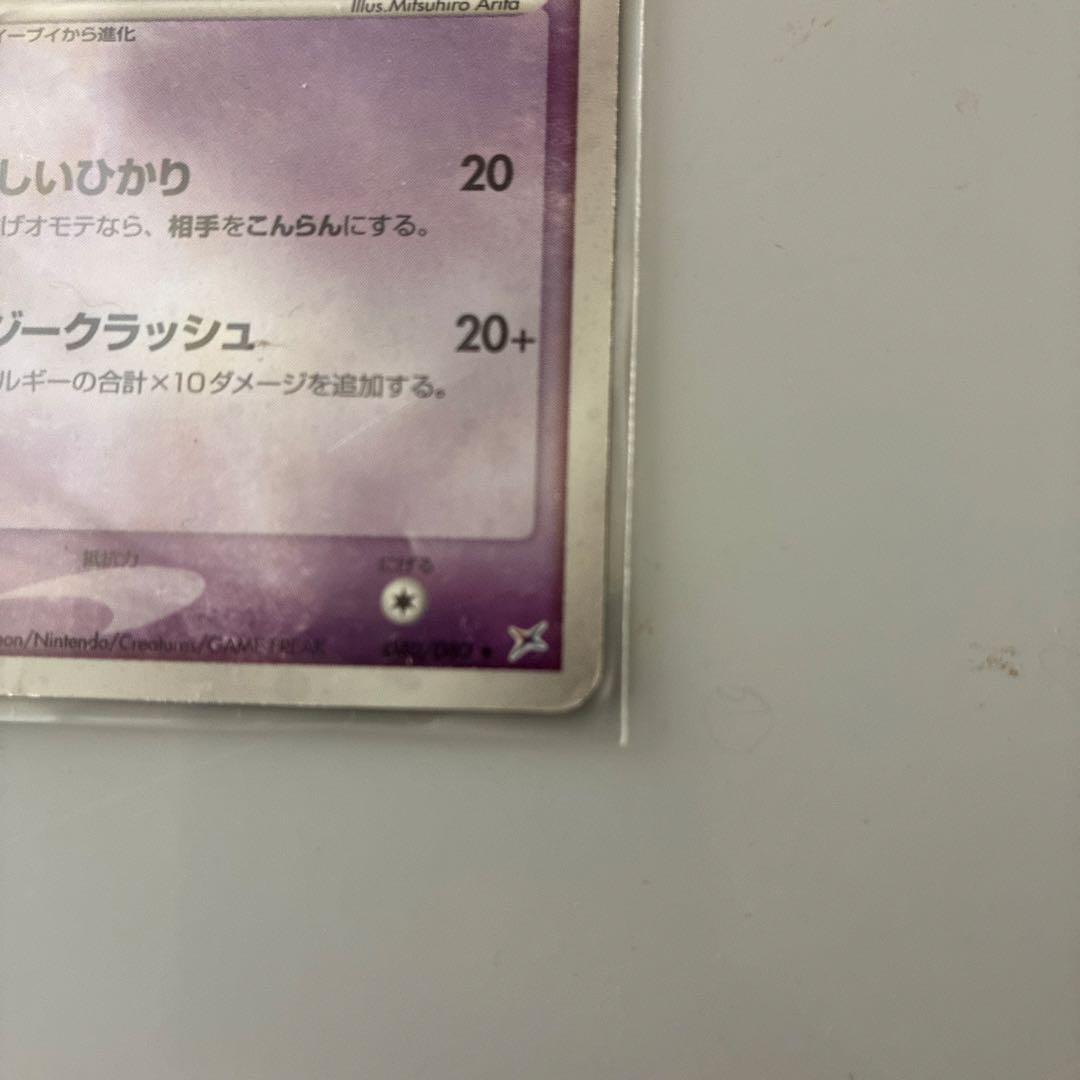 Illus.Mitsuhiro Arita
ーブイから進化
しいひかり 20
げオモテなら、相手をこんらんにする。
ジークラッシュ 20+
ルギーの合計×10ダメージを追加する。
抵抗力 にげる
on/Nintendo/Creatures/GAME FREAK